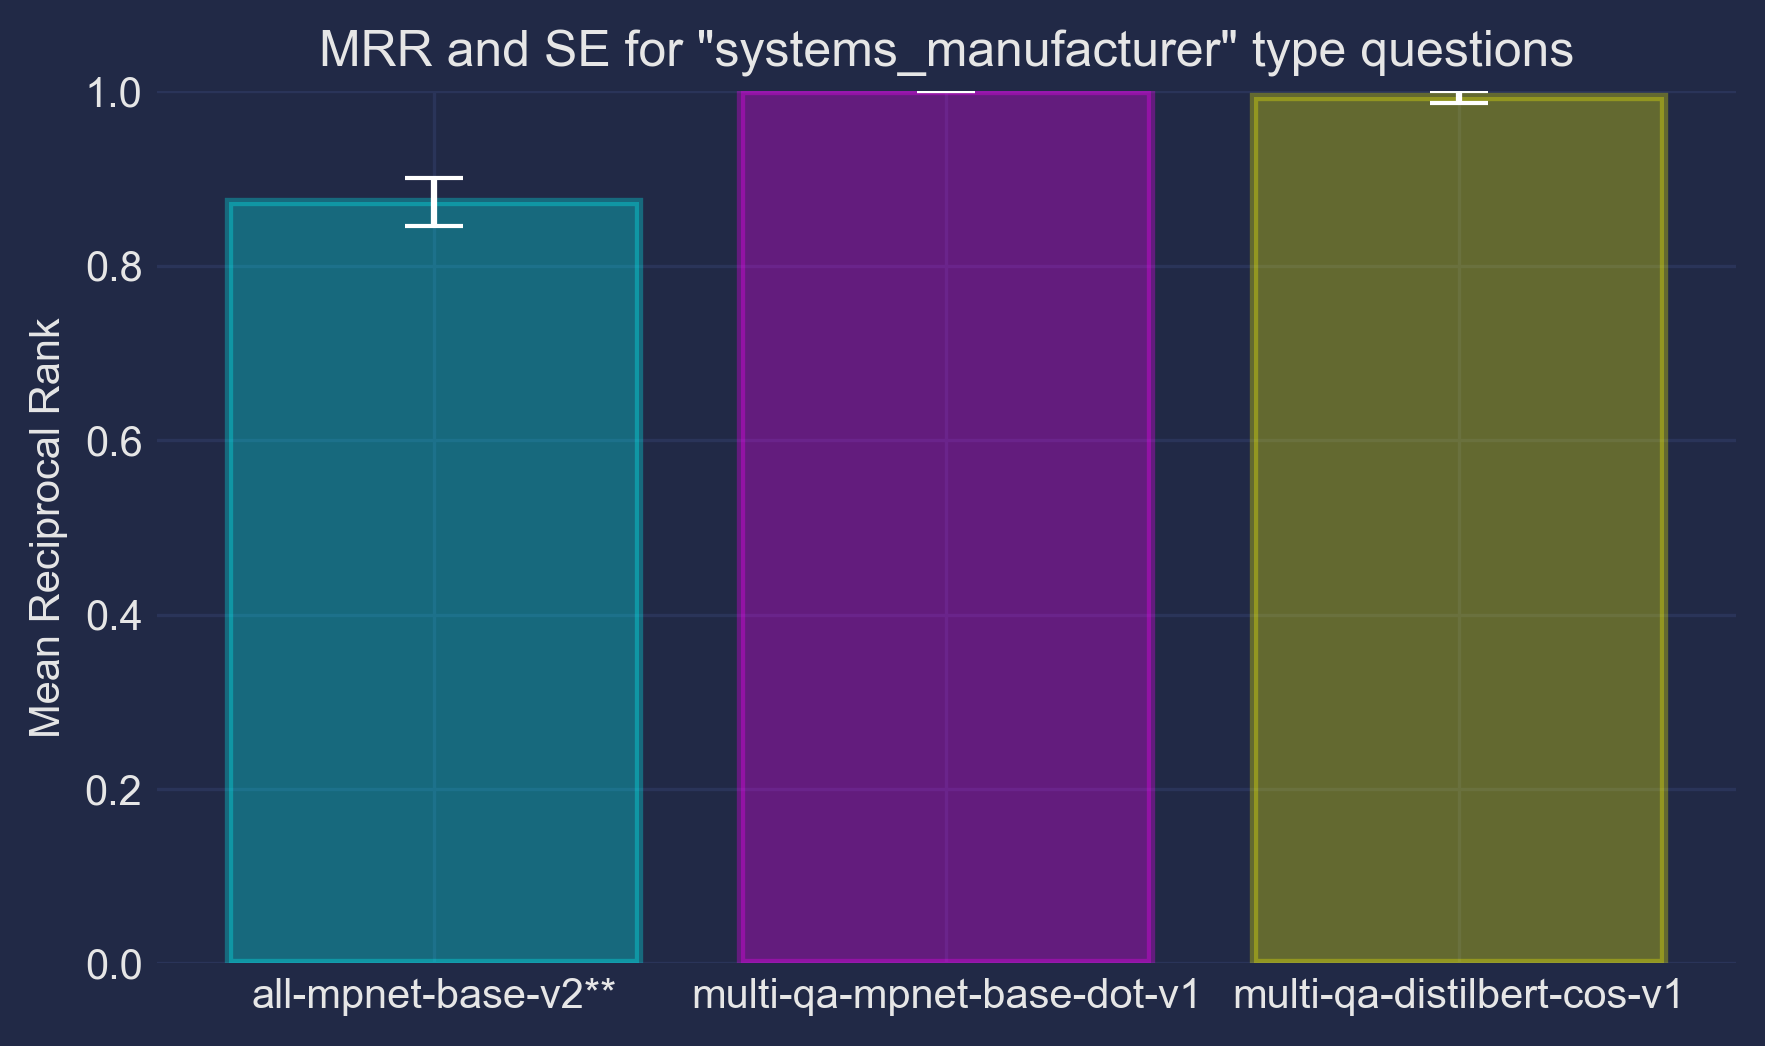 MRR and SE for "systems_manufacturer" type questions
Mean Reciprocal Rank
1.0
0.8
0.6
0.4
0.2
0.0
all-mpnet-base-v2** multi-qa-mpnet-base-dot-v1 multi-qa-distilbert-cos-v1